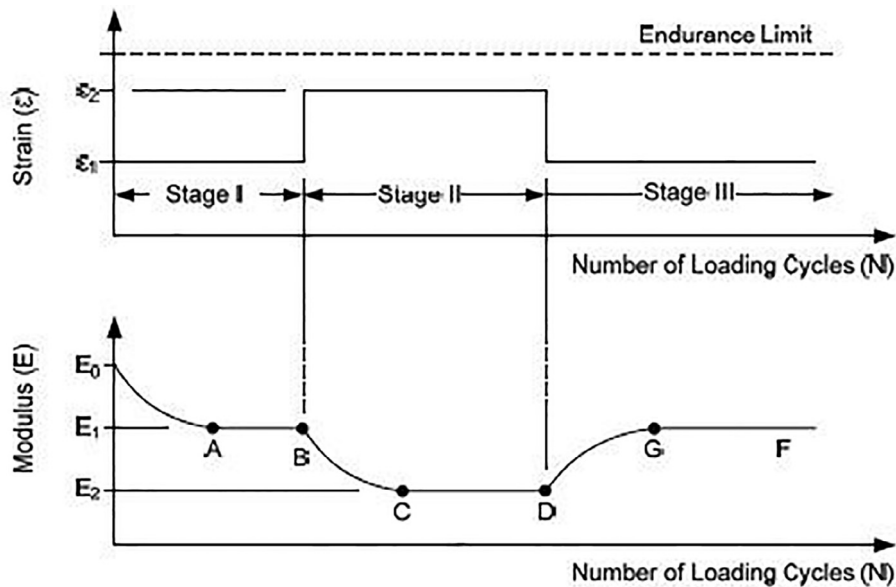 Endurance Limit
Strain (ε)
ε₂
ε₁
Stage I
Stage II
Stage III
Number of Loading Cycles (N)
Modulus (E)
E₀
E₁
E₂
A
B
C
D
G
F
Number of Loading Cycles (N)